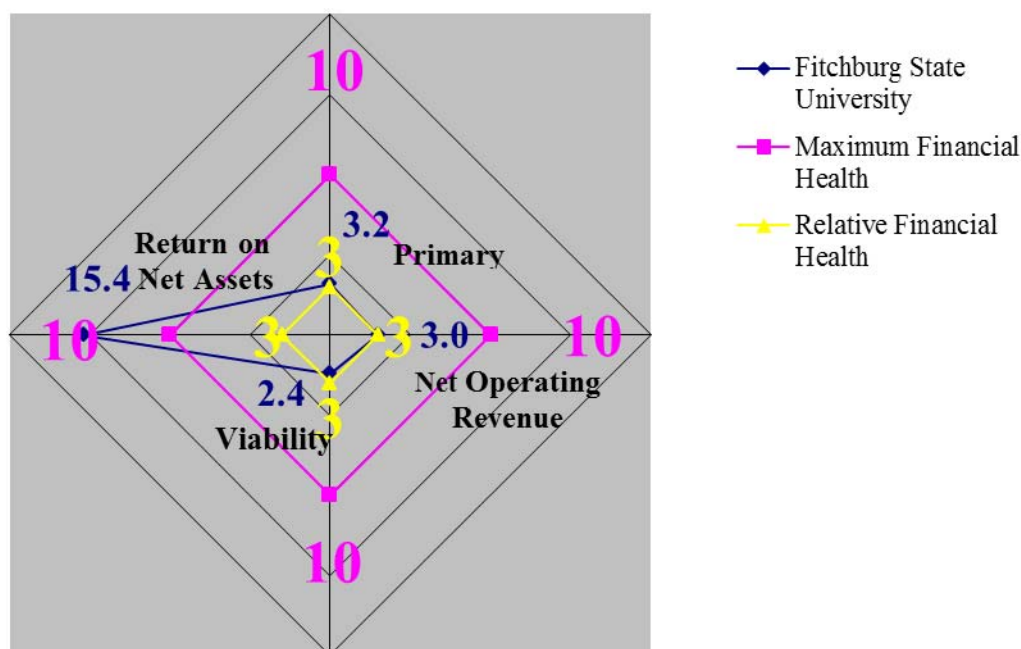 10
Fitchburg State
University
Maximum Financial
Health
Relative Financial
Health
3.2
Primary
Return on
Net Assets
15.4
3
10
3
3
3.0
10
2.4
3
Net Operating
Revenue
Viability
10